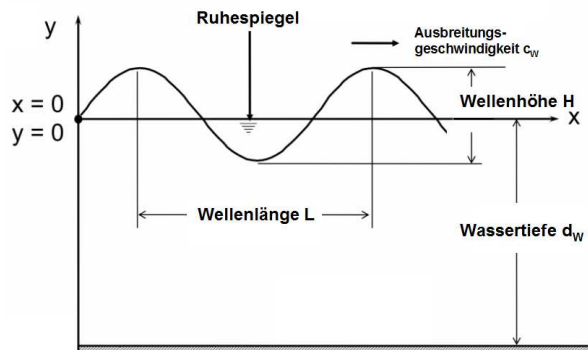 Ruhespiegel
y
Ausbreitungs-
geschwindigkeit c_W
x = 0
y = 0
Wellenhöhe H
x
Wellenlänge L
Wassertiefe d_W